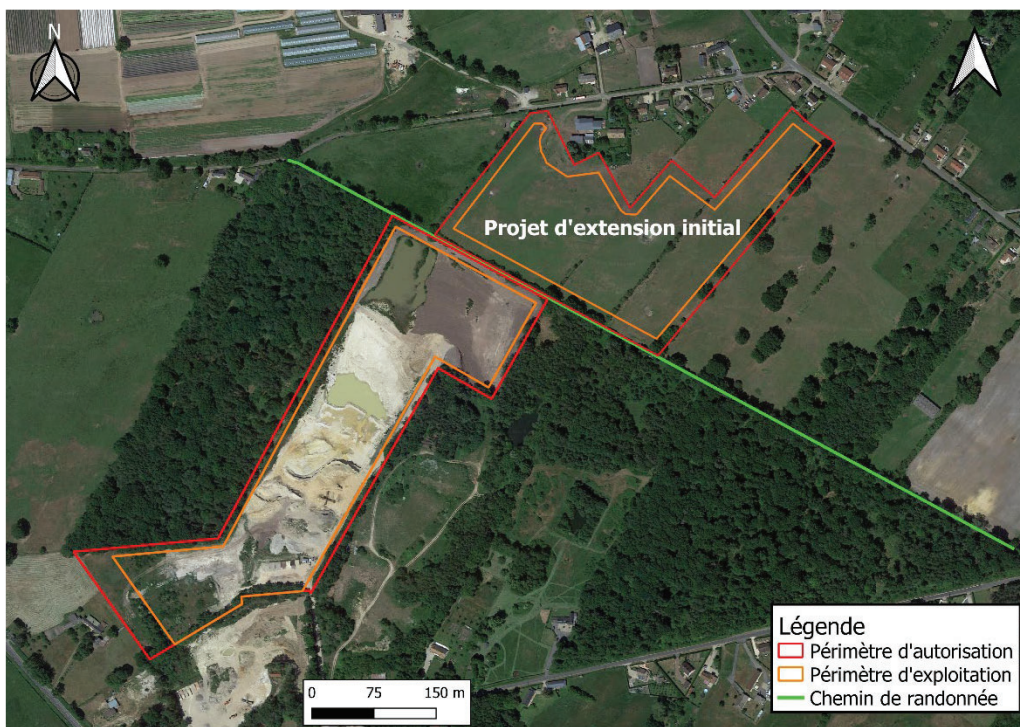 N
Projet d'extension initial
Légende
Périmètre d'autorisation
Périmètre d'exploitation
Chemin de randonnée
0 75 150 m